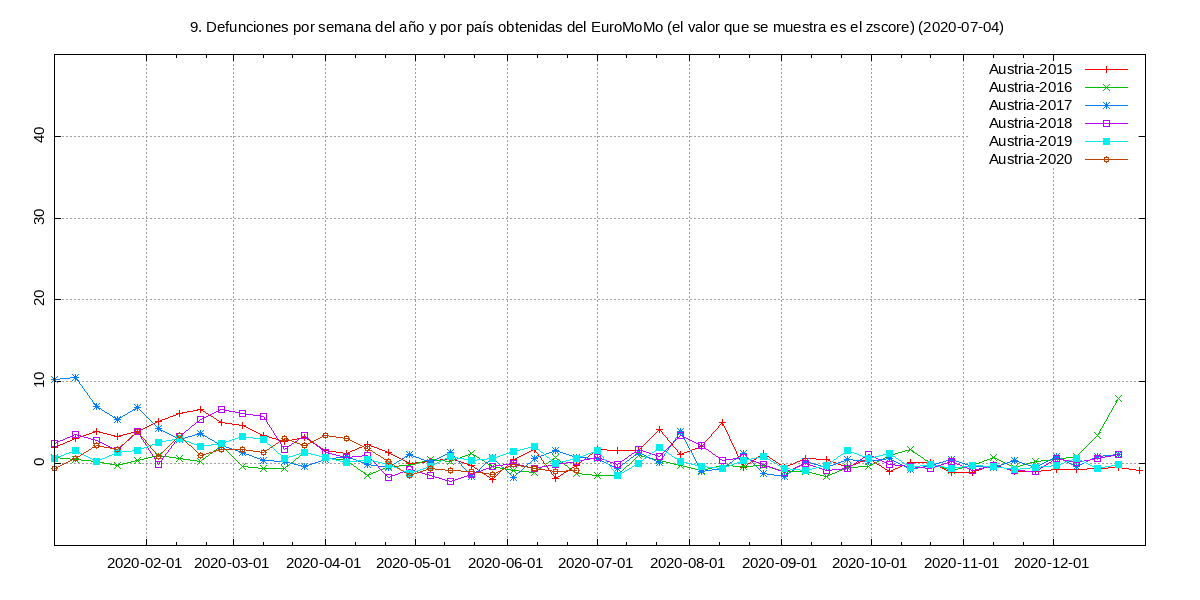 9. Defunciones por semana del año y por país obtenidas del EuroMoMo (el valor que se muestra es el zscore) (2020-07-04)
Austria-2015
Austria-2016
Austria-2017
Austria-2018
Austria-2019
Austria-2020
40
30
20
10
0
2020-02-01 2020-03-01 2020-04-01 2020-05-01 2020-06-01 2020-07-01 2020-08-01 2020-09-01 2020-10-01 2020-11-01 2020-12-01